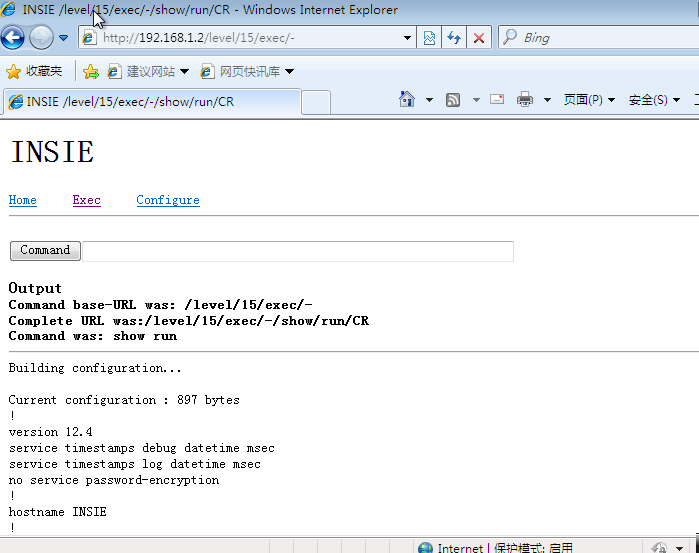 INSIE /level/15/exec/-/show/run/CR - Windows Internet Explorer
http://192.168.1.2/level/15/exec/-
Bing
收藏夹 建议网站 网页快讯库
INSIE /level/15/exec/-/show/run/CR
页面(P) 安全(S)
INSIE
Home Exec Configure
Command
Output
Command base-URL was: /level/15/exec/-
Complete URL was:/level/15/exec/-/show/run/CR
Command was: show run
Building configuration...
Current configuration : 897 bytes
!
version 12.4
service timestamps debug datetime msec
service timestamps log datetime msec
no service password-encryption
!
hostname INSIE
!
Internet | 保护模式: 启用